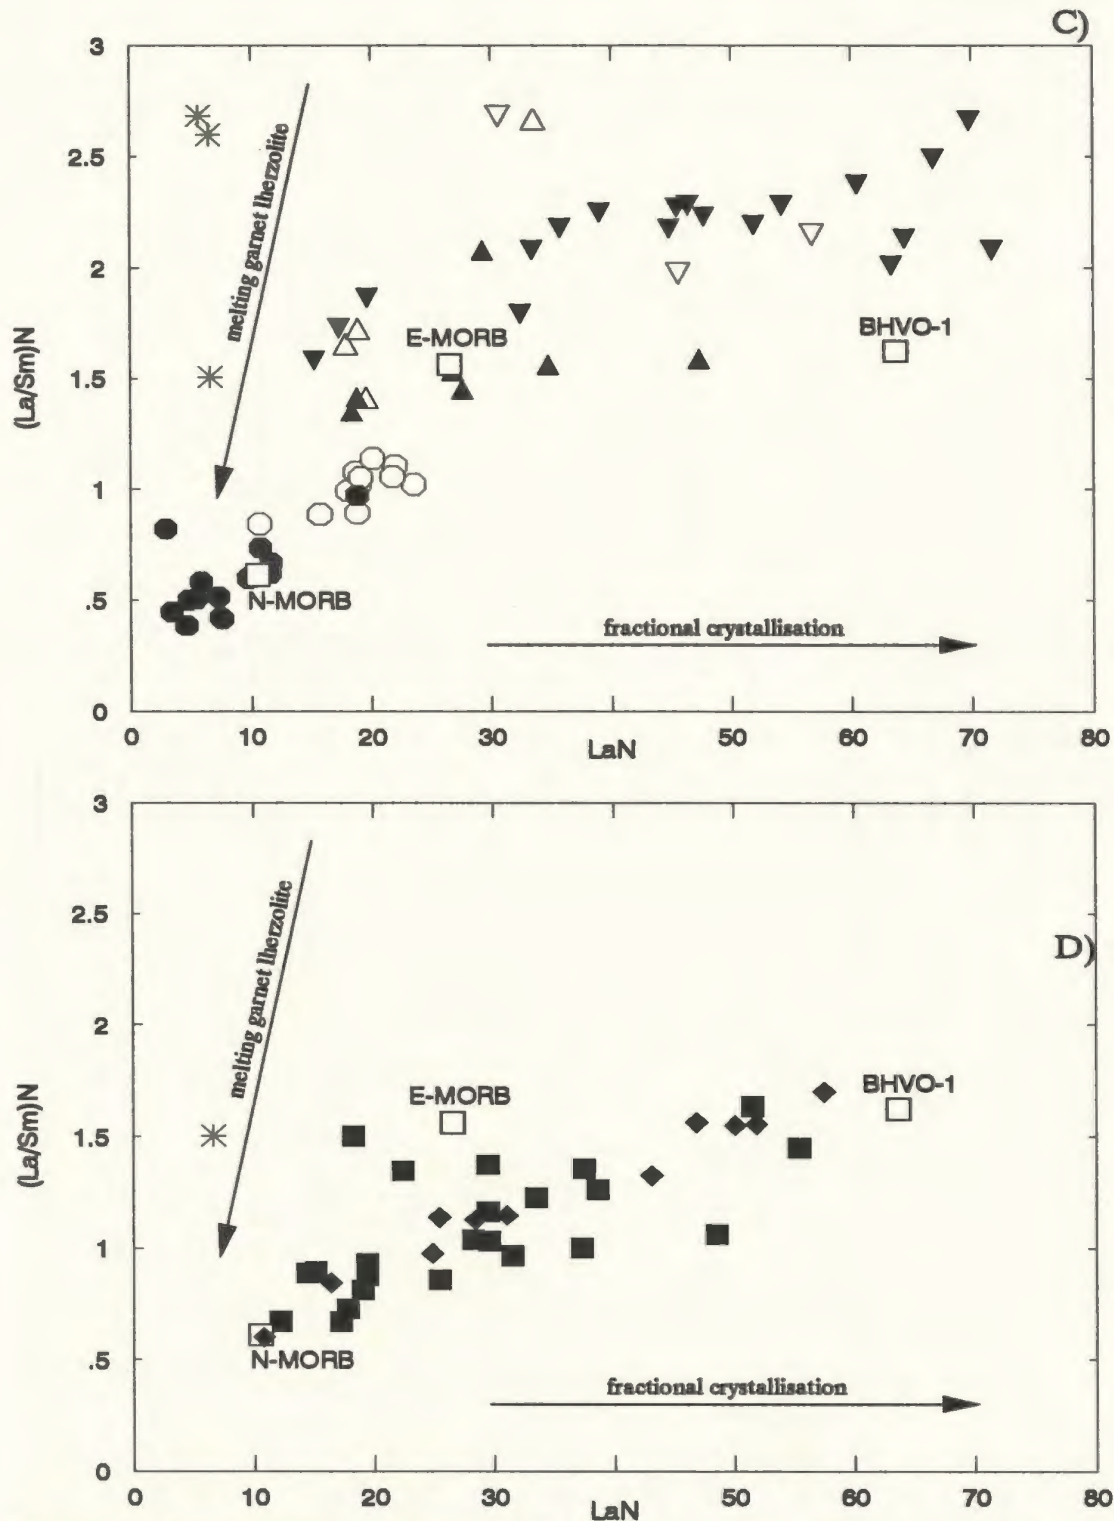 C)
3
2.5
2
1.5
1
.5
0
(La/Sm)N
melting garnet lherzolite
E-MORB
BHVO-1
N-MORB
fractional crystallisation
0 10 20 30 40 50 60 70 80
LaN
D)
3
2.5
2
1.5
1
.5
0
(La/Sm)N
melting garnet lherzolite
E-MORB
BHVO-1
N-MORB
fractional crystallisation
0 10 20 30 40 50 60 70 80
LaN